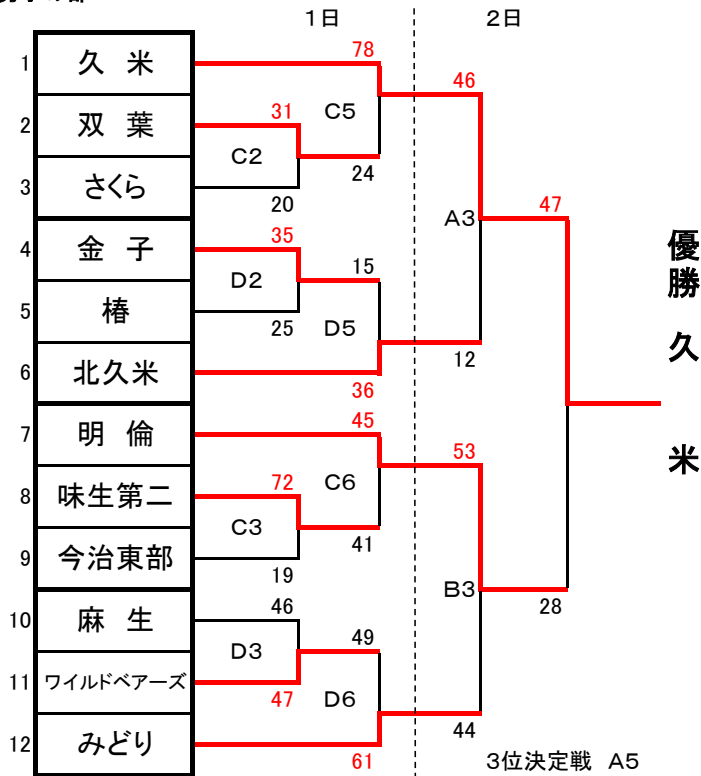 1日 2日
1 久米 78 46
2 双葉 31 C5
C2 24
3 さくら 20 A3 47
4 金子 35 15
D2
5 椿 25 D5
6 北久米 12
36
7 明倫 45 53
8 味生第二 72 C6
C3 41
9 今治東部 19 B3 28
10 麻生 46 49
D3
11 ワイルドベアーズ 47 D6
12 みどり 44
61 3位決定戦 A5
優勝 久米